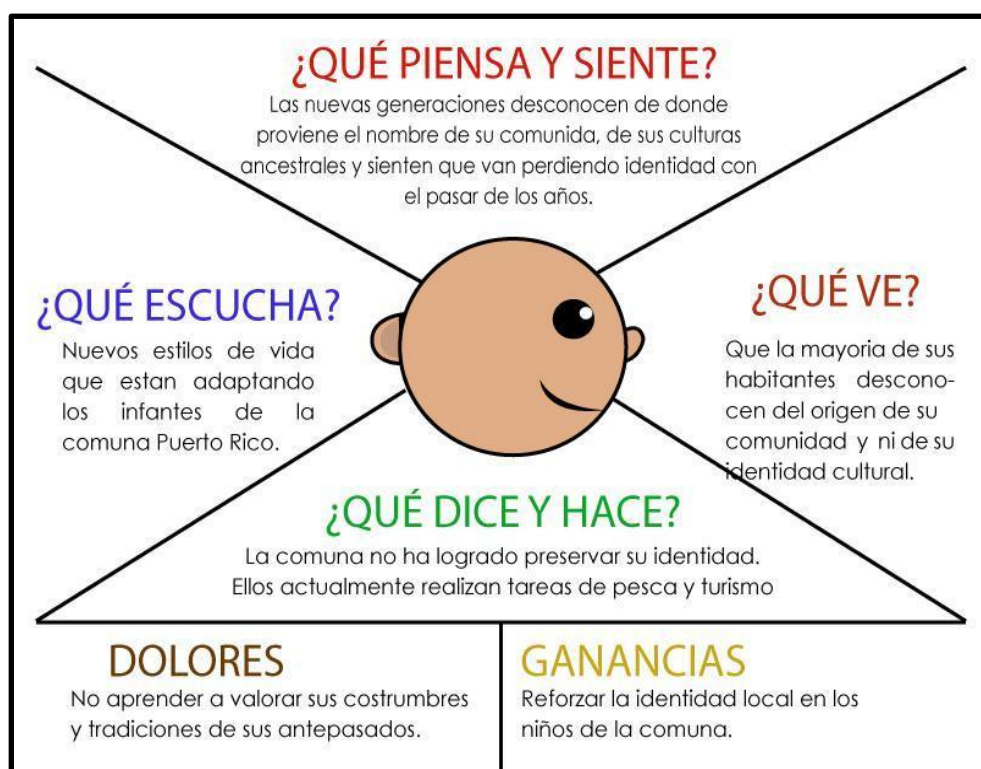 ¿QUÉ PIENSA Y SIENTE?
Las nuevas generaciones desconocen de donde
proviene el nombre de su comunida, de sus culturas
ancestrales y sienten que van perdiendo identidad con
el pasar de los años.
¿QUÉ ESCUCHA?
Nuevos estilos de vida
que estan adaptando
los infantes de la
comuna Puerto Rico.
¿QUÉ VE?
Que la mayoria de sus
habitantes descono-
cen del origen de su
comunidad y ni de su
identidad cultural.
¿QUÉ DICE Y HACE?
La comuna no ha logrado preservar su identidad.
Ellos actualmente realizan tareas de pesca y turismo
DOLORES
No aprender a valorar sus costrumbres
y tradiciones de sus antepasados.
GANANCIAS
Reforzar la identidad local en los
niños de la comuna.